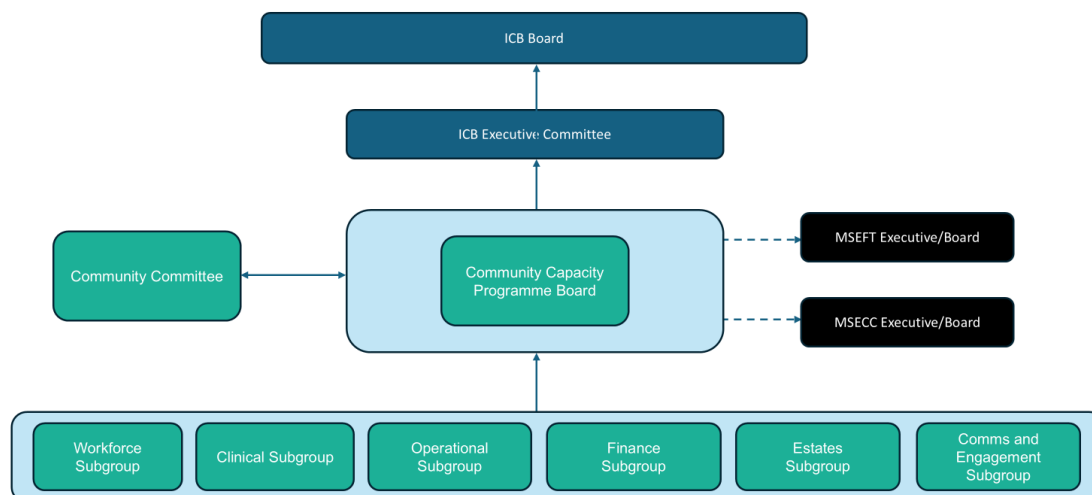 ICB Board
ICB Executive Committee
Community Committee
Community Capacity
Programme Board
MSEFT Executive/Board
MSECC Executive/Board
Workforce
Subgroup
Clinical Subgroup
Operational
Subgroup
Finance
Subgroup
Estates
Subgroup
Comms and
Engagement
Subgroup